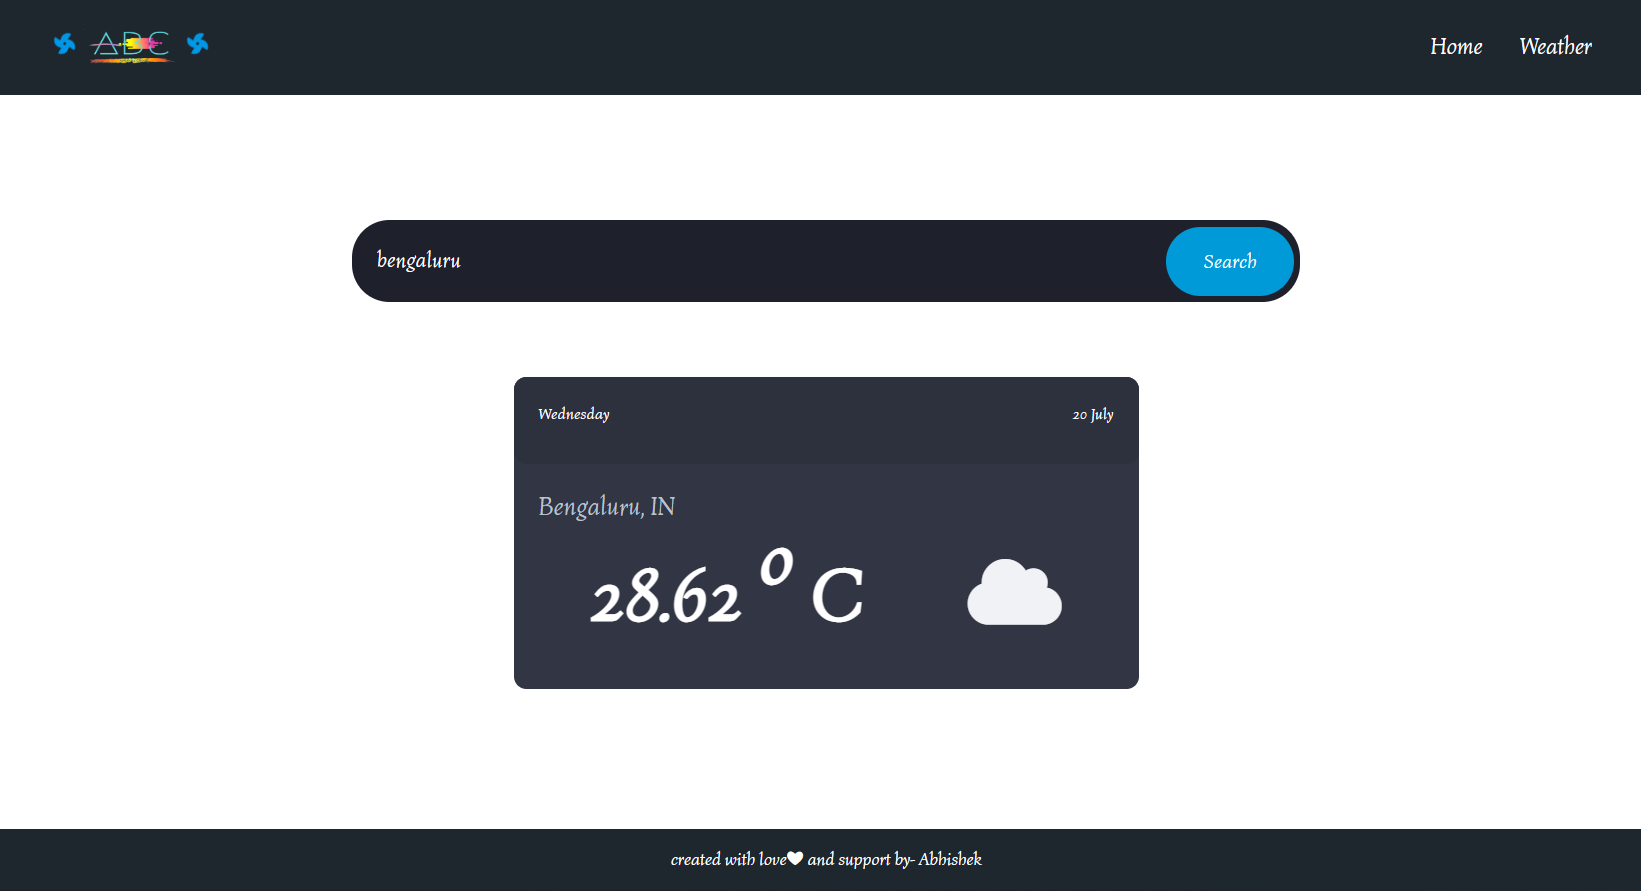 ABC
Home Weather
bengaluru
Search
Wednesday
20 July
Bengaluru, IN
28.62 ⁰ C
created with love🤍 and support by- Abhishek